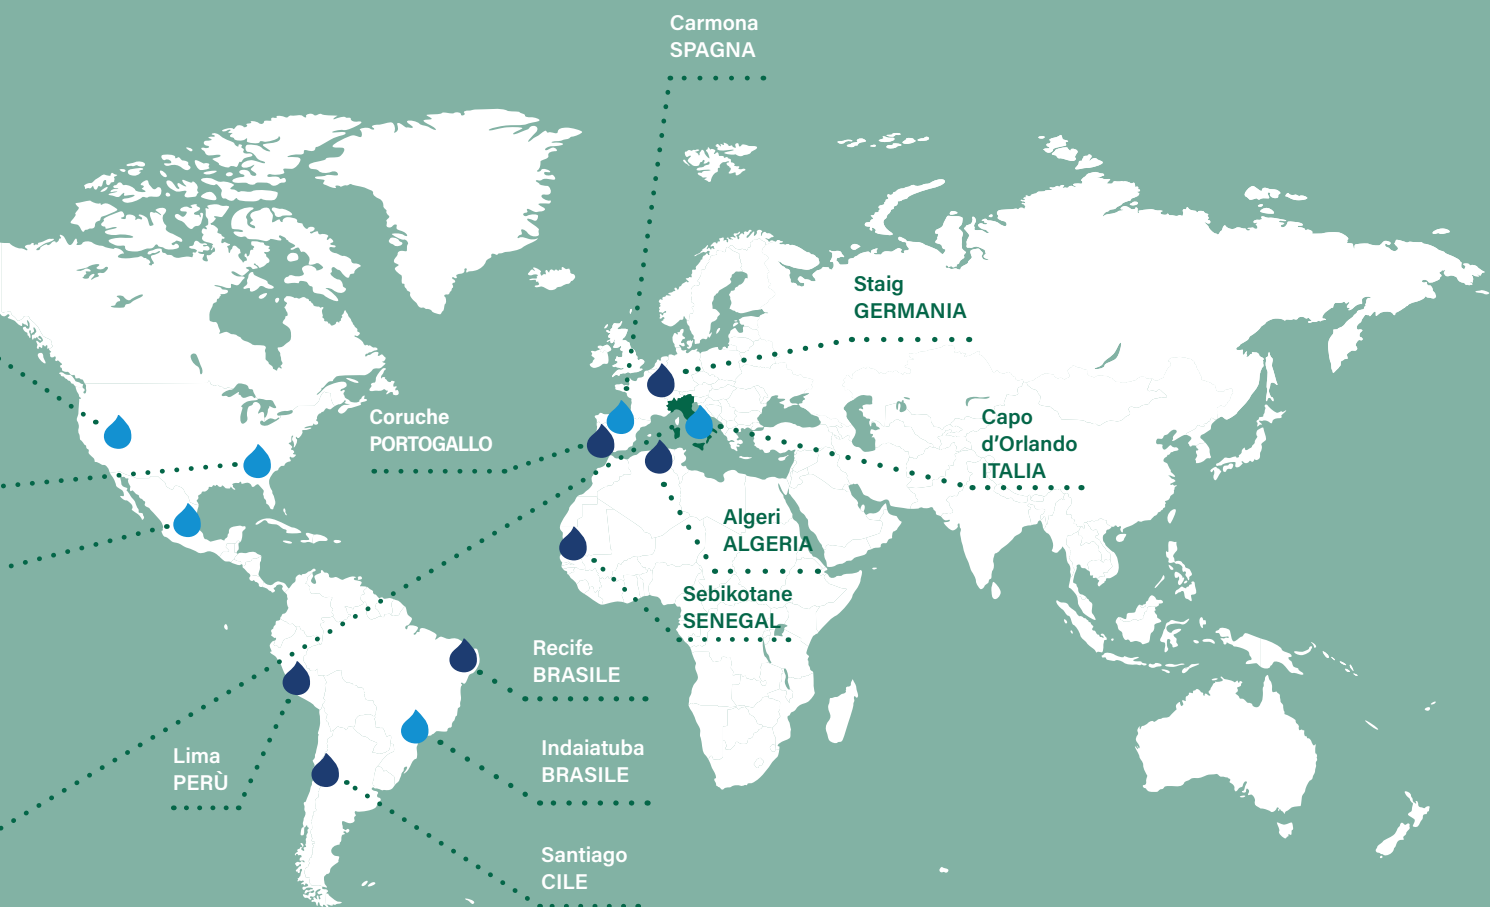 Carmona
SPAGNA
Staig
GERMANIA
Coruche
PORTOGALLO
Capo
d’Orlando
ITALIA
Algeri
ALGERIA
Sebikotane
SENEGAL
Recife
BRASILE
Indaiatuba
BRASILE
Lima
PERÙ
Santiago
CILE